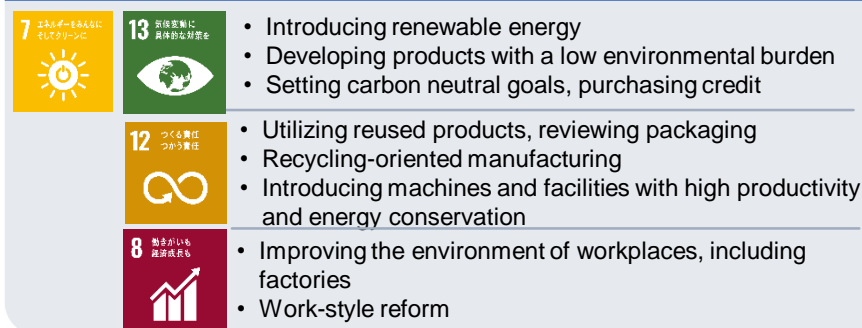 7 エネルギーをみんなに
そしてクリーンに
13 気候変動に
具体的な対策を
• Introducing renewable energy
• Developing products with a low environmental burden
• Setting carbon neutral goals, purchasing credit
12 つくる責任
つかう責任
• Utilizing reused products, reviewing packaging
• Recycling-oriented manufacturing
• Introducing machines and facilities with high productivity
and energy conservation
8 働きがいも
経済成長も
• Improving the environment of workplaces, including
factories
• Work-style reform